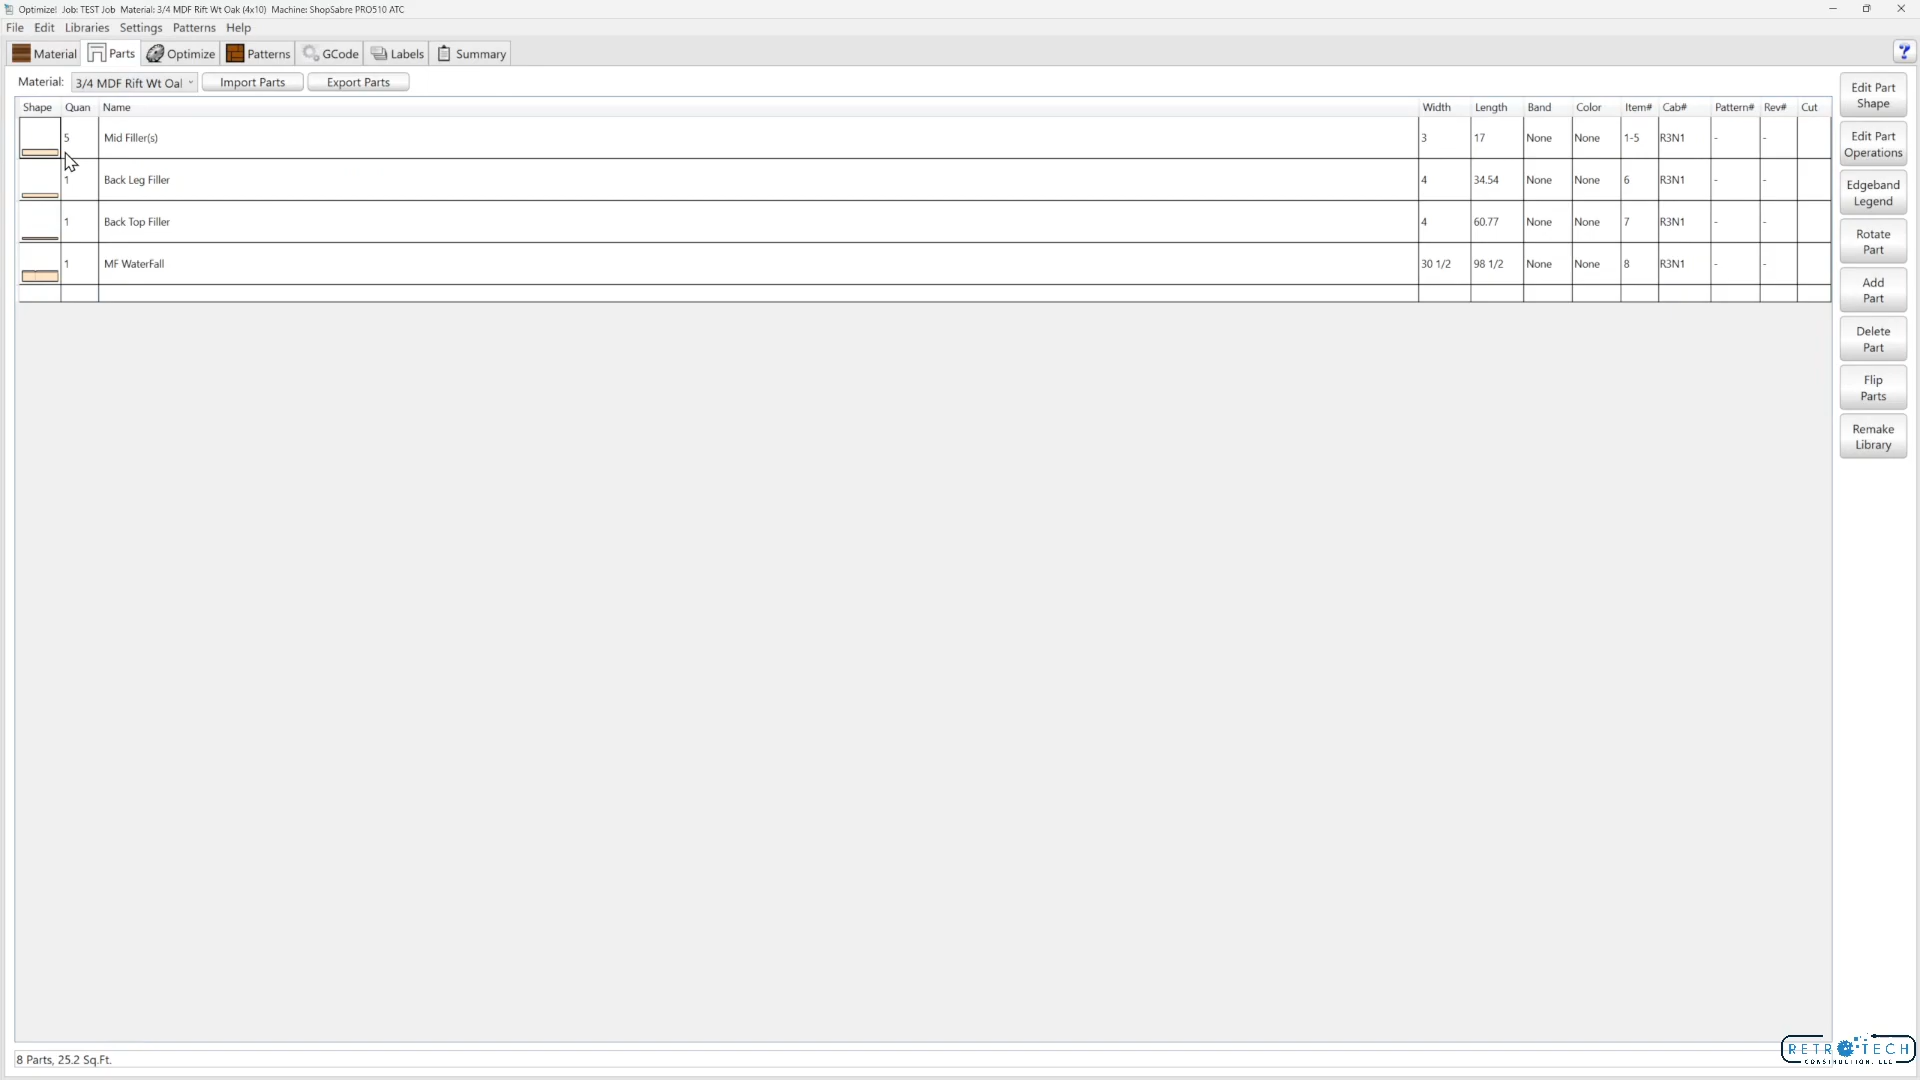 Optimize! Job: TEST Job Material: 3/4 MDF Rift Wt Oak (4x10) Machine: ShopSabre PRO510 ATC
File Edit Libraries Settings Patterns Help
Material Parts Optimize Patterns GCode Labels Summary ?
Material: 3/4 MDF Rift Wt Oal Import Parts Export Parts
Shape Quan Name Width Length Band Color Item# Cab# Pattern# Rev# Cut
5 Mid Filler(s) 3 17 None None 1-5 R3N1 - -
1 Back Leg Filler 4 34.54 None None 6 R3N1 - -
1 Back Top Filler 4 60.77 None None 7 R3N1 - -
1 MF WaterFall 30 1/2 98 1/2 None None 8 R3N1 - -
Edit Part
Shape
Edit Part
Operations
Edgeband
Legend
Rotate
Part
Add
Part
Delete
Part
Flip
Parts
Remake
Library
8 Parts, 25.2 Sq.Ft.
RETROTECH
CONSTRUCTION, LLC